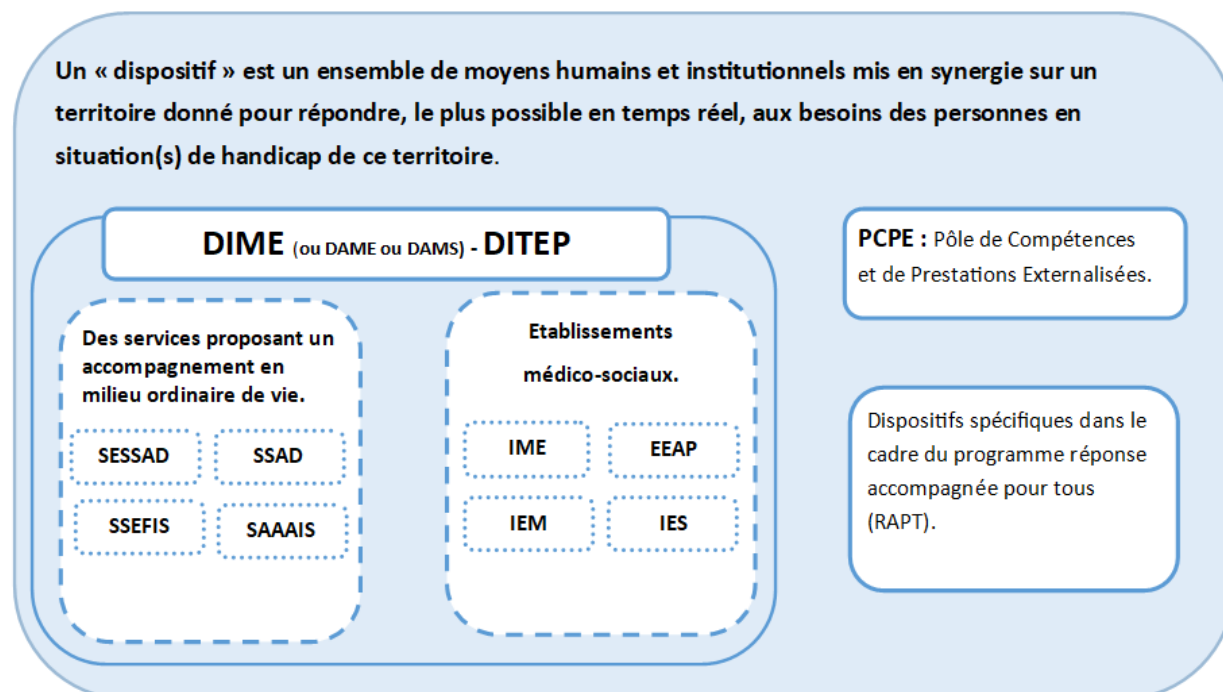 Un « dispositif » est un ensemble de moyens humains et institutionnels mis en synergie sur un
territoire donné pour répondre, le plus possible en temps réel, aux besoins des personnes en
situation(s) de handicap de ce territoire.
DIME (ou DAME ou DAMS) - DITEP
Des services proposant un
accompagnement en
milieu ordinaire de vie.
SESSAD SSAD
SSEFIS SAAAIS
Etablissements
médico-sociaux.
IME EEAP
IEM IES
PCPE : Pôle de Compétences
et de Prestations Externalisées.
Dispositifs spécifiques dans le
cadre du programme réponse
accompagnée pour tous
(RAPT).